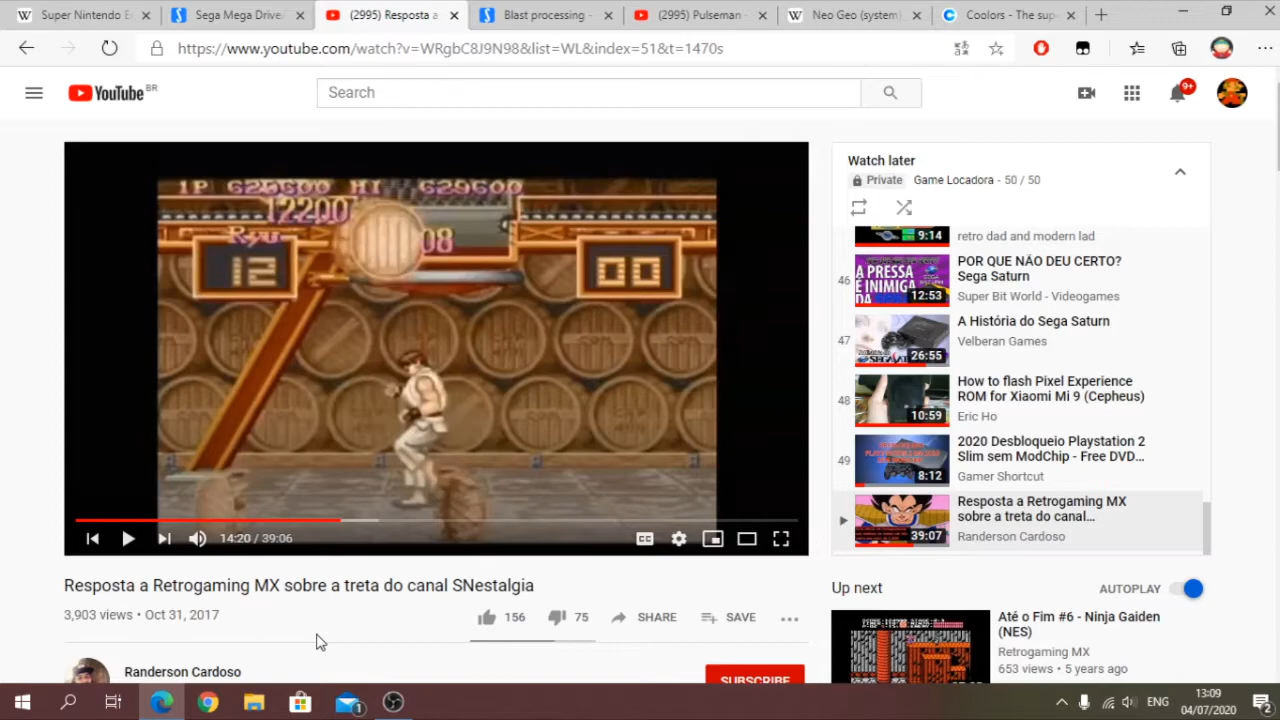 Super Nintendo E
Sega Mega Drive/
(2995) Resposta a
Blast processing -
(2995) Pulseman -
Neo Geo (system)
Coolors - The sup
https://www.youtube.com/watch?v=WRgbC8J9N98&list=WL&index=51&t=1470s
YouTube BR
Search
9+
1P 625600 HI 629600
12200
08
Ryu
12
00
14:20 / 39:06
CC
Resposta a Retrogaming MX sobre a treta do canal SNestalgia
3,903 views • Oct 31, 2017
156
75
SHARE
SAVE
Randerson Cardoso
SUBSCRIBE
Watch later
Private Game Locadora - 50 / 50
9:14
retro dad and modern lad
46
A PRESSA
É INIMIGA
DA
12:53
POR QUE NÃO DEU CERTO?
Sega Saturn
Super Bit World - Videogames
47
26:55
A História do Sega Saturn
Velberan Games
48
10:59
How to flash Pixel Experience
ROM for Xiaomi Mi 9 (Cepheus)
Eric Ho
49
8:12
2020 Desbloqueio Playstation 2
Slim sem ModChip - Free DVD...
Gamer Shortcut
39:07
Resposta a Retrogaming MX
sobre a treta do canal...
Randerson Cardoso
Up next
AUTOPLAY
Até o Fim #6 - Ninja Gaiden
(NES)
Retrogaming MX
653 views • 5 years ago
1
ENG
13:09
04/07/2020
2